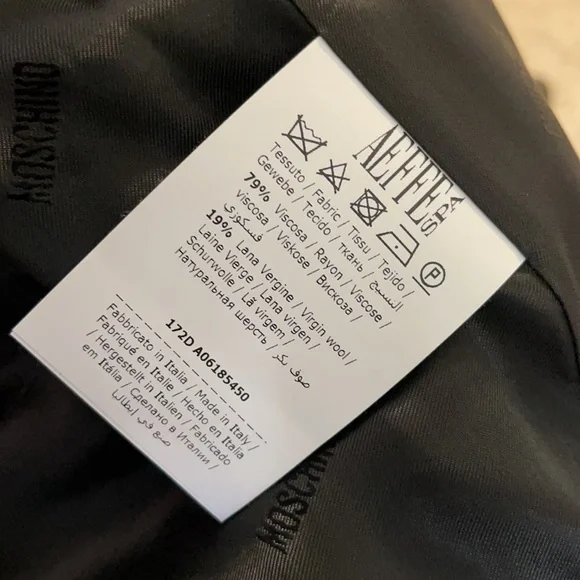 MOSCHINO
AEFFE SPA
P
Tessuto / Fabric / Tissu / Tejido /
Gewebe / Tecido / ткань / النسيج
79% Viscosa / Rayon / Viscose /
viscosa / Viskose / Вискоза /
فسكوزي
19% Lana Vergine / Virgin wool /
Laine Vierge / Lana virgen /
Schurwolle / Lã virgem /
Натуральная шерсть / صوف بكر
172D A06185450
Fabbricato in Italia / Made in Italy /
Fabriqué en Italie / Hecho en Italia
/ Hergestellt in Italien / Fabricado
em Itália / Сделано в Италии /
صنع في إيطاليا
MOSCHINO